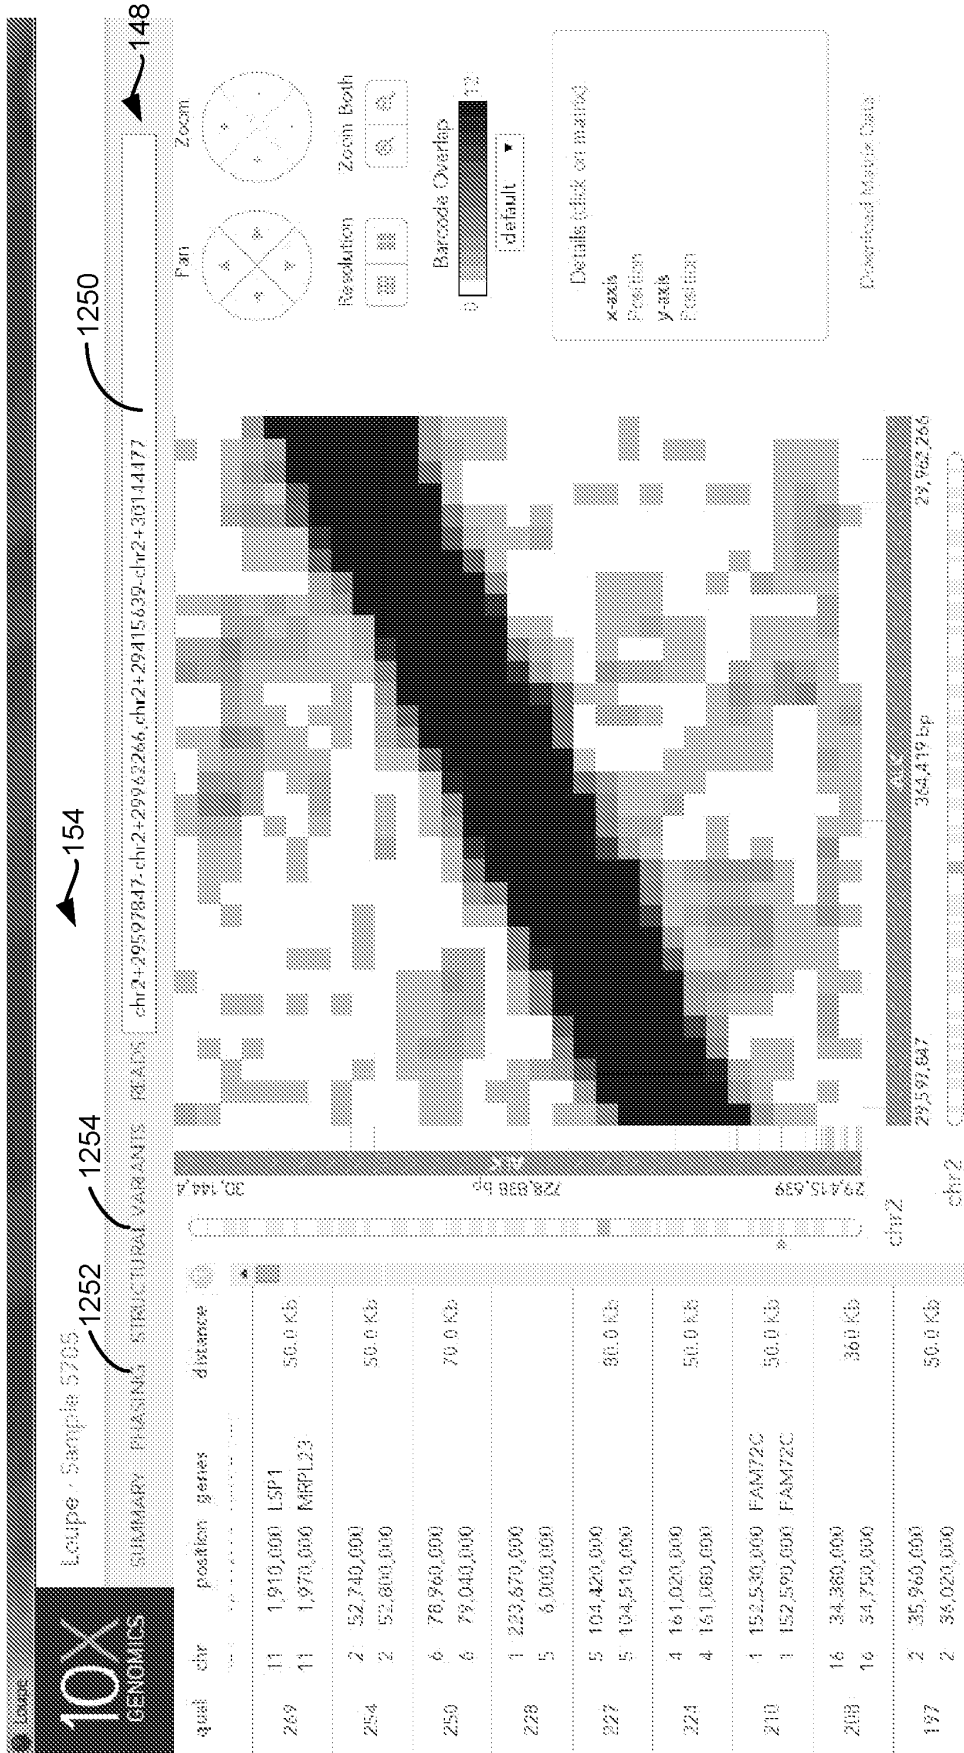 Loupe
10X
GENOMICS
Loupe - Sample 5705
154
148
1252
1254
1250
SUMMARY PHASING STRUCTURAL VARIANTS READS
chr2+29597847-chr2+29962266,chr2+29415639-chr2+30144477
qual chr position genes distance
269 11 1,910,000 LSP1 50.0 Kb
11 1,970,000 MRPL23
254 2 52,740,000 50.0 Kb
2 52,800,000
250 6 78,960,000 70.0 Kb
6 79,040,000
228 1 223,670,000
5 6,000,000
227 5 104,420,000 80.0 Kb
5 104,510,000
224 4 161,020,000 50.0 Kb
4 161,080,000
210 1 152,530,000 FAM72C 50.0 Kb
1 152,590,000 FAM72C
208 16 34,380,000 360 Kb
16 34,750,000
197 2 35,960,000 50.0 Kb
2 36,020,000
30,144,4
728,838 bp
29,415,639
ALK
chr2
ALK
29,597,847 364,419 bp 29,962,266
chr2
Pan Zoom
Resolution Zoom Both
Barcode Overlap
0 12
default
Details (click on matrix)
x-axis
Position
y-axis
Position
Download Matrix Data